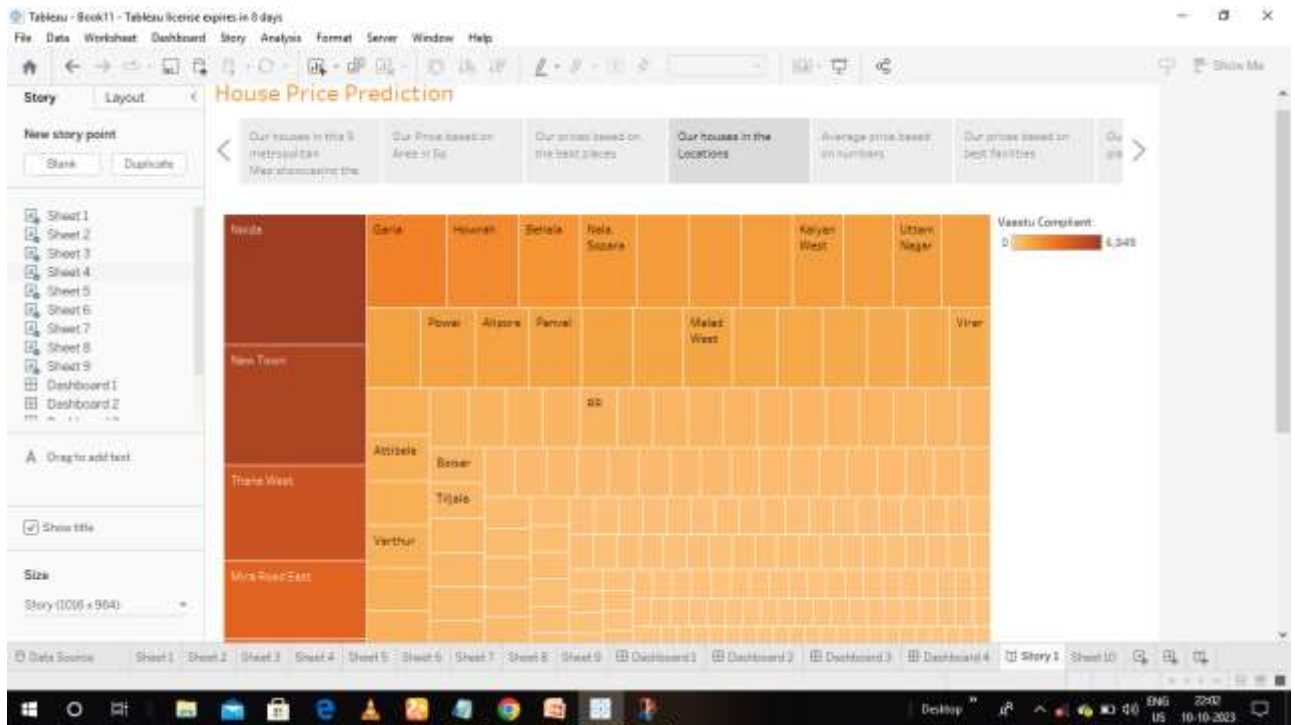 Tableau - Book11 - Tableau license expires in 8 days
File Data Worksheet Dashboard Story Analysis Format Server Window Help
Show Me
Story Layout
House Price Prediction
New story point
Blank Duplicate
Our houses in this 5
metropolitan
Map showcasing the
Our Price based on
Area in
Our prices based on
the best places
Our houses in the
Locations
Average price based
on numbers
Our prices based on
best facilities
Sheet 1
Sheet 2
Sheet 3
Sheet 4
Sheet 5
Sheet 6
Sheet 7
Sheet 8
Sheet 9
Dashboard 1
Dashboard 2
A Drag to add text
Show title
Size
Story (1016 x 964)
Noida
Garia
Howrah
Behala
Nala
Sopara
Kalyan
West
Uttam
Nagar
Powai
Alipore
Panvel
Malad
West
Virar
New Town
Attibele
Boisar
Thane West
Tiljala
Varthur
Mira Road East
Vaastu Compliant
0
Data Source Sheet 1 Sheet 2 Sheet 3 Sheet 4 Sheet 5 Sheet 6 Sheet 7 Sheet 8 Sheet 9 Dashboard 1 Dashboard 2 Dashboard 3 Dashboard 4 Story 1 Sheet 10
Desktop
ENG
US
22:02
10-10-2023